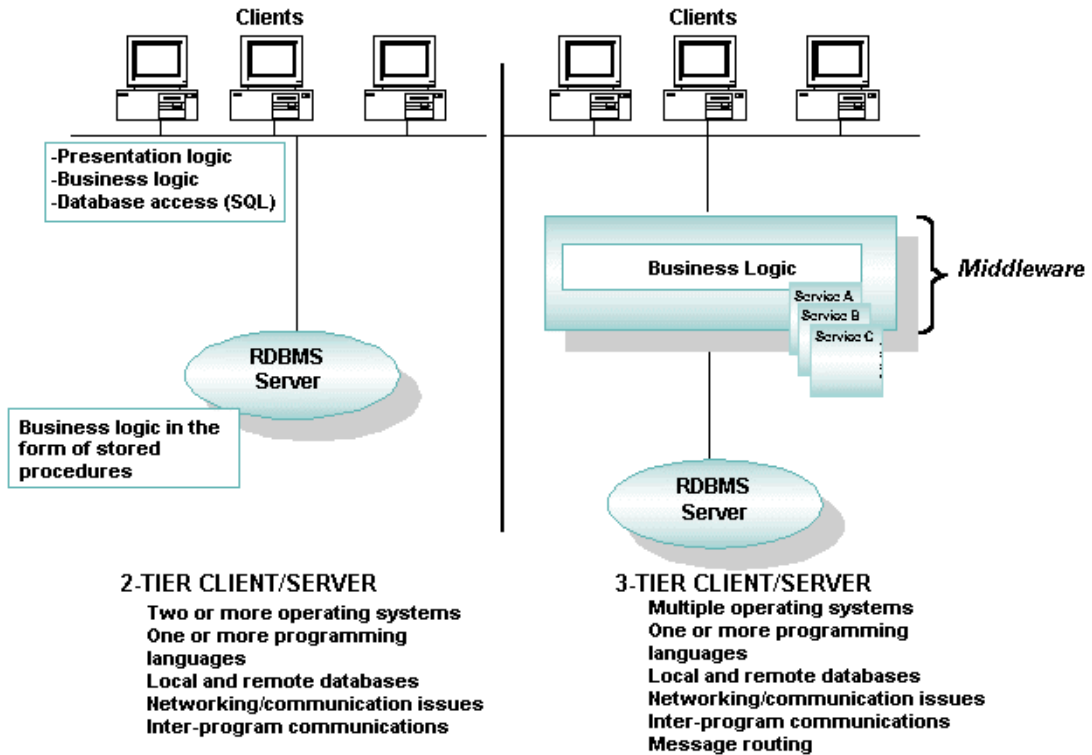 Clients
-Presentation logic
-Business logic
-Database access (SQL)
RDBMS
Server
Business logic in the
form of stored
procedures
2-TIER CLIENT/SERVER
Two or more operating systems
One or more programming
languages
Local and remote databases
Networking/communication issues
Inter-program communications
Clients
Business Logic
Service A
Service B
Service C
Middleware
RDBMS
Server
3-TIER CLIENT/SERVER
Multiple operating systems
One or more programming
languages
Local and remote databases
Networking/communication issues
Inter-program communications
Message routing